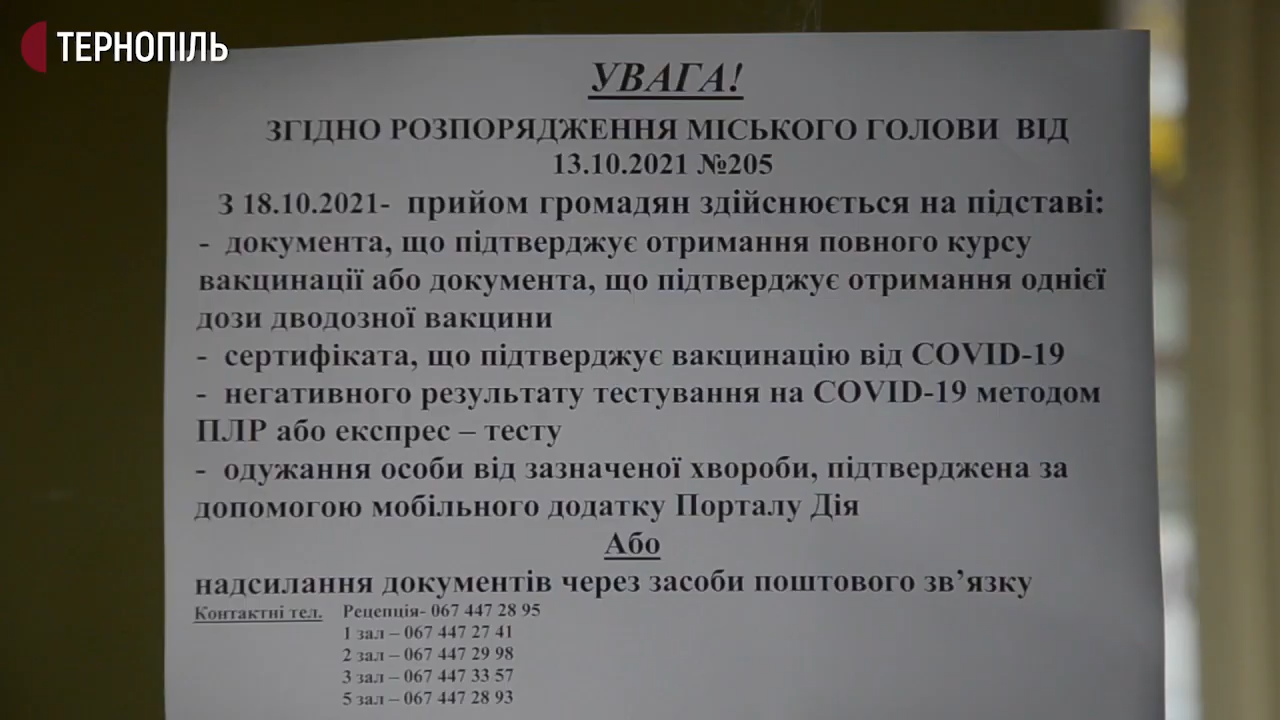 ТЕРНОПІЛЬ
УВАГА!
ЗГІДНО РОЗПОРЯДЖЕННЯ МІСЬКОГО ГОЛОВИ ВІД
13.10.2021 №205
З 18.10.2021- прийом громадян здійснюється на підставі:
- документа, що підтверджує отримання повного курсу
вакцинації або документа, що підтверджує отримання однієї
дози дводозної вакцини
- сертифіката, що підтверджує вакцинацію від COVID-19
- негативного результату тестування на COVID-19 методом
ПЛР або експрес – тесту
- одужання особи від зазначеної хвороби, підтверджена за
допомогою мобільного додатку Порталу Дія
Або
надсилання документів через засоби поштового зв’язку
Контактні тел. Рецепція- 067 447 28 95
1 зал – 067 447 27 41
2 зал – 067 447 29 98
3 зал – 067 447 33 57
5 зал – 067 447 28 93